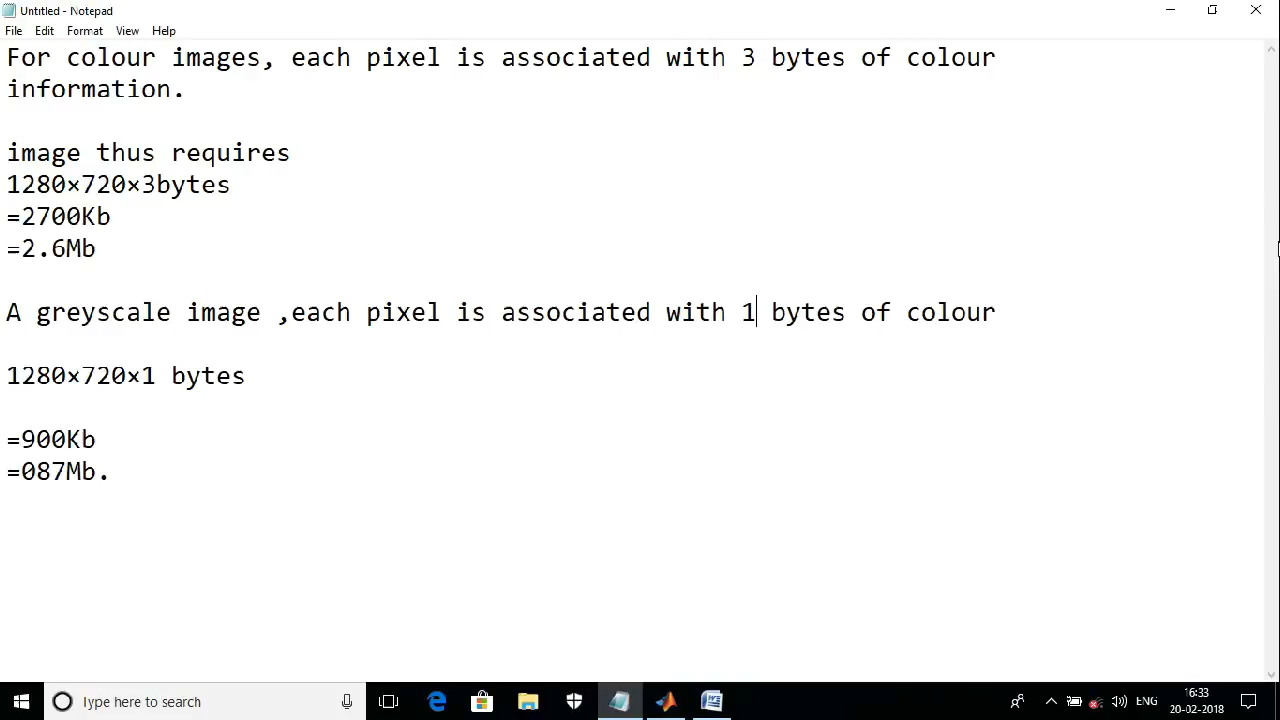 Untitled - Notepad
File Edit Format View Help
For colour images, each pixel is associated with 3 bytes of colour
information.
image thus requires
1280×720×3bytes
=2700Kb
=2.6Mb
A greyscale image ,each pixel is associated with 1 bytes of colour
1280×720×1 bytes
=900Kb
=087Mb.
Type here to search
ENG
6:33
20-02-2018